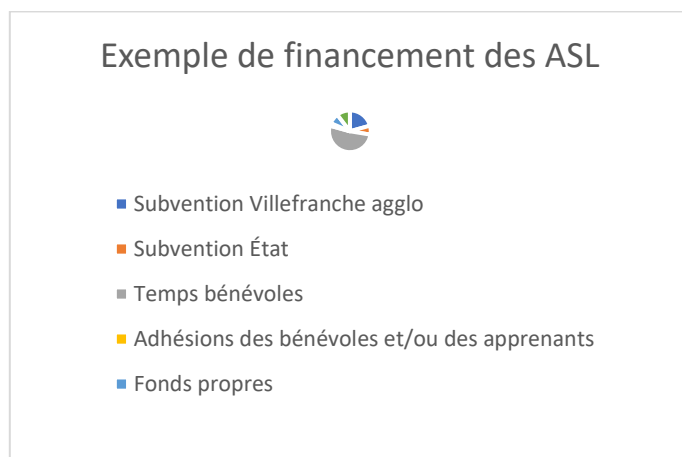 Exemple de financement des ASL
Subvention Villefranche agglo
Subvention État
Temps bénévoles
Adhésions des bénévoles et/ou des apprenants
Fonds propres